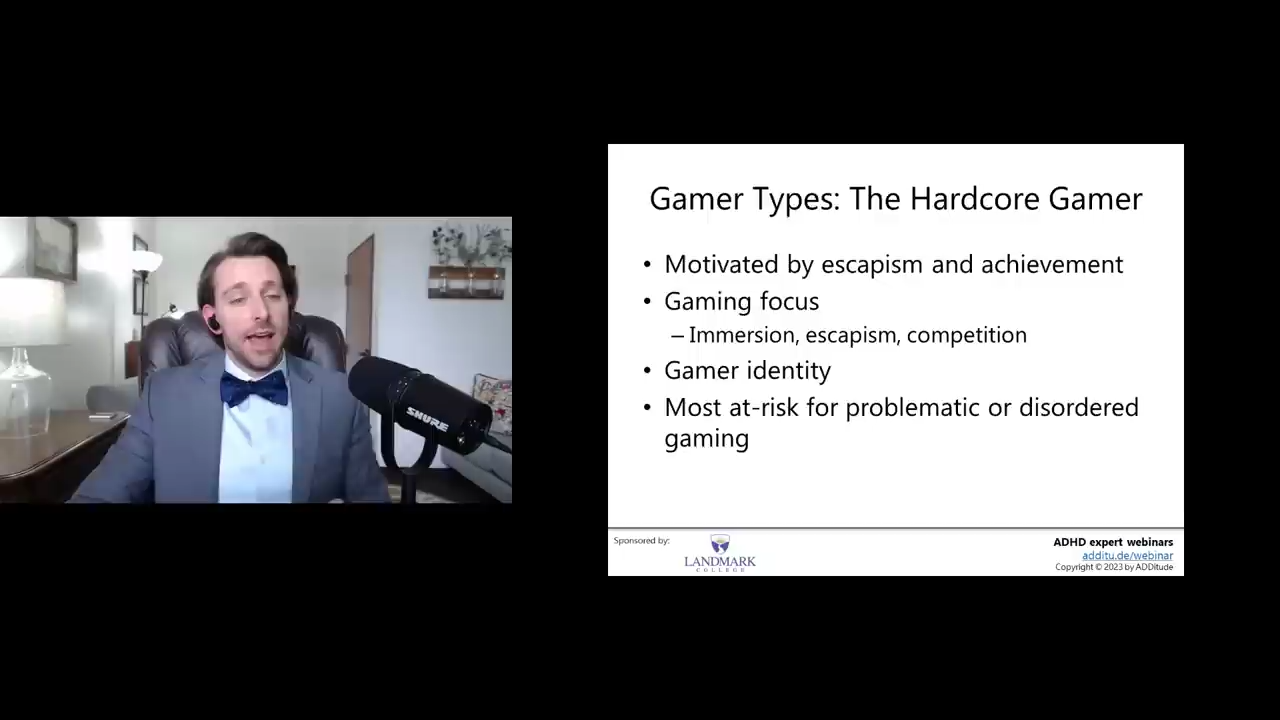 SHURE
Gamer Types: The Hardcore Gamer
• Motivated by escapism and achievement
• Gaming focus
– Immersion, escapism, competition
• Gamer identity
• Most at-risk for problematic or disordered
gaming
Sponsored by:
LANDMARK
COLLEGE
ADHD expert webinars
additu.de/webinar
Copyright © 2023 by ADDitude